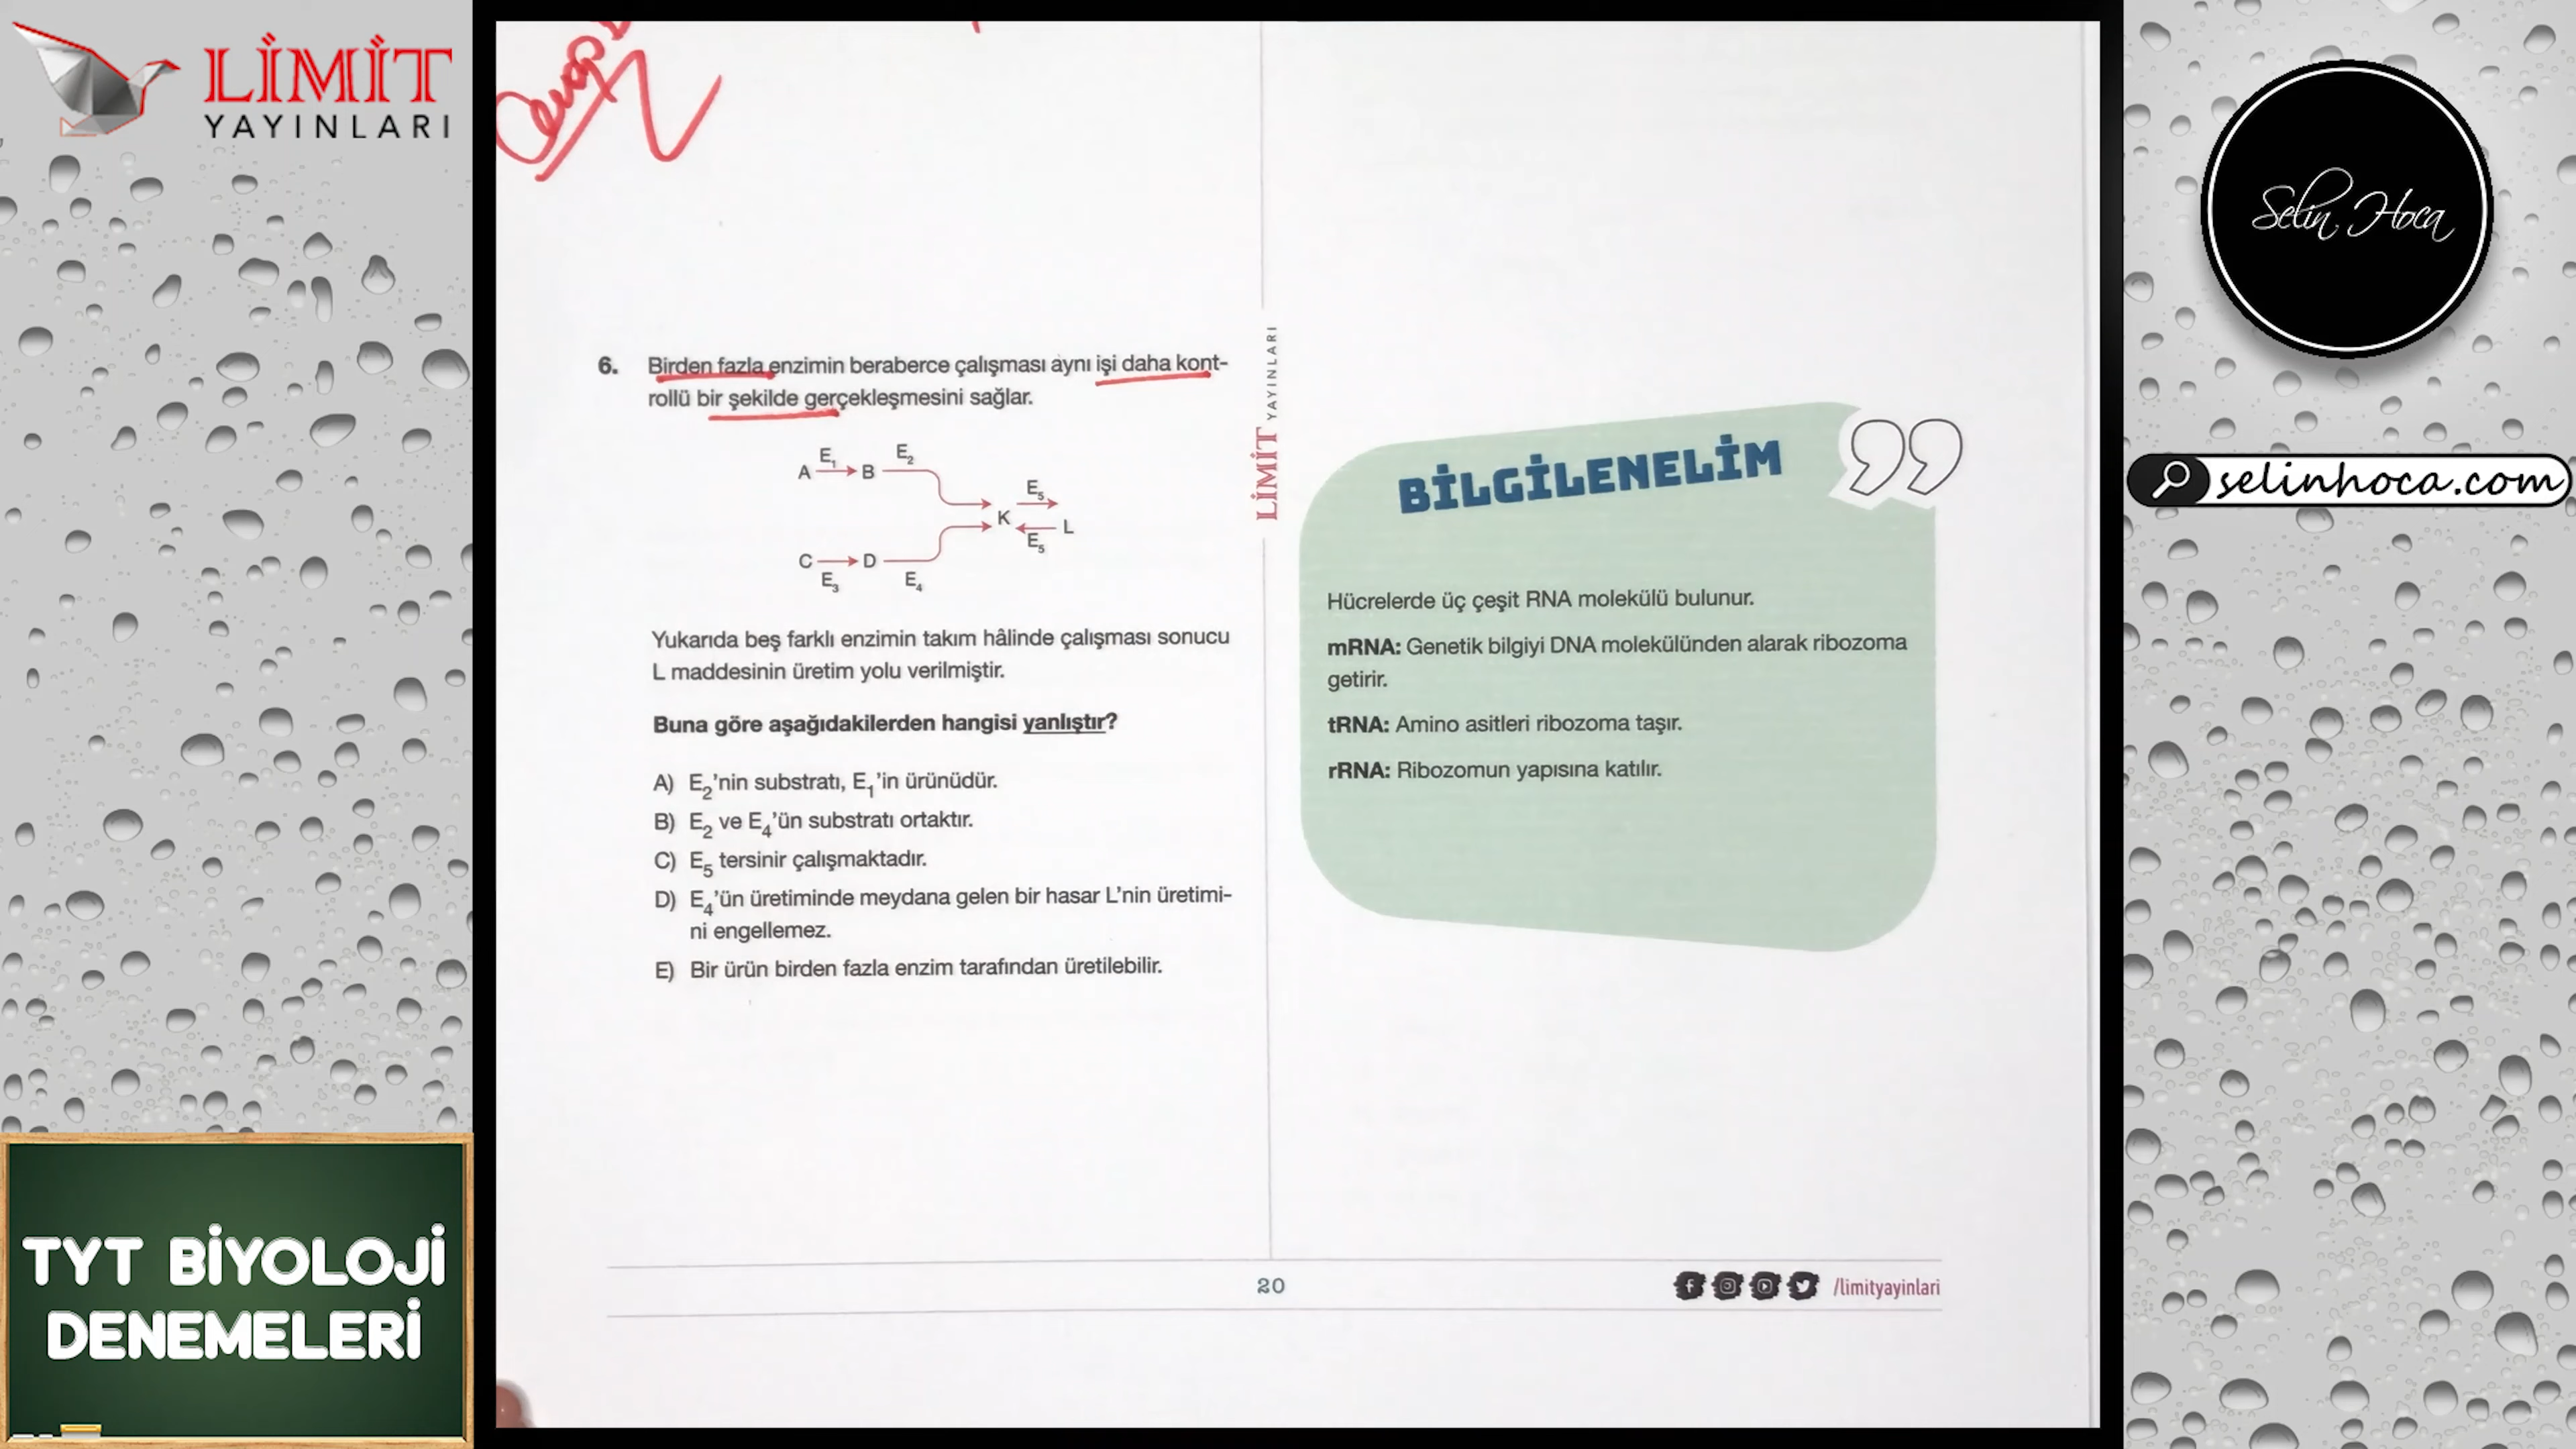 LİMİT
YAYINLARI
Cevap
6. Birden fazla enzimin beraberce çalışması aynı işi daha kont-
rollü bir şekilde gerçekleşmesini sağlar.
A E1 B E2
K E5
E5 L
C E3 D E4
Yukarıda beş farklı enzimin takım hâlinde çalışması sonucu
L maddesinin üretim yolu verilmiştir.
Buna göre aşağıdakilerden hangisi yanlıştır?
A) E2'nin substratı, E1'in ürünüdür.
B) E2 ve E4'ün substratı ortaktır.
C) E5 tersinir çalışmaktadır.
D) E4'ün üretiminde meydana gelen bir hasar L'nin üretimi-
ni engellemez.
E) Bir ürün birden fazla enzim tarafından üretilebilir.
LİMİT YAYINLARI
BİLGİLENELİM
Hücrelerde üç çeşit RNA molekülü bulunur.
mRNA: Genetik bilgiyi DNA molekülünden alarak ribozoma
getirir.
tRNA: Amino asitleri ribozoma taşır.
rRNA: Ribozomun yapısına katılır.
20
/limityayinlari
Selin Hoca
selinhoca.com
TYT BİYOLOJİ
DENEMELERİ